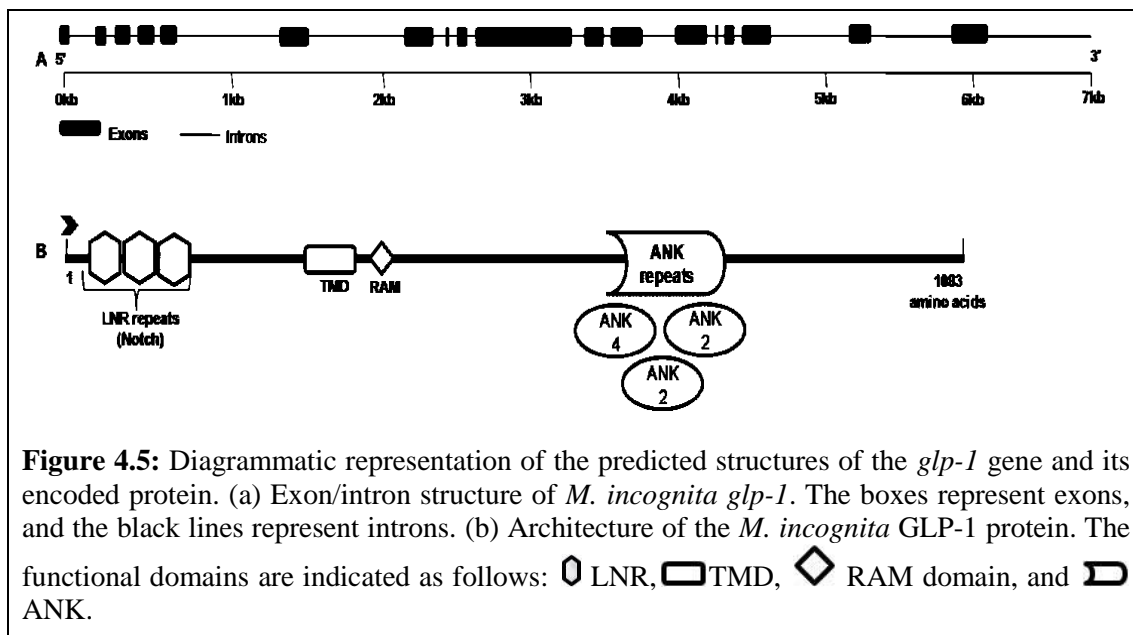 A 5' 3'
0kb 1kb 2kb 3kb 4kb 5kb 6kb 7kb
Exons Introns
B
1 TMD RAM ANK repeats 1083 amino acids
LNR repeats
(Notch)
ANK 4 ANK 2
ANK 2
Figure 4.5: Diagrammatic representation of the predicted structures of the glp-1 gene and its
encoded protein. (a) Exon/intron structure of M. incognita glp-1. The boxes represent exons,
and the black lines represent introns. (b) Architecture of the M. incognita GLP-1 protein. The
functional domains are indicated as follows: LNR, TMD, RAM domain, and
ANK.